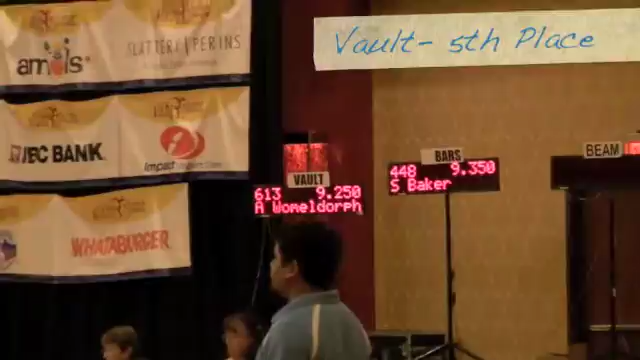 Vault- 5th Place
amols'
SLATTERY PERINS
IBC BANK
Impact
WHATABURGER
VAULT
613 9.250
A Womeldorph
BARS
448 9.350
S Baker
BEAM